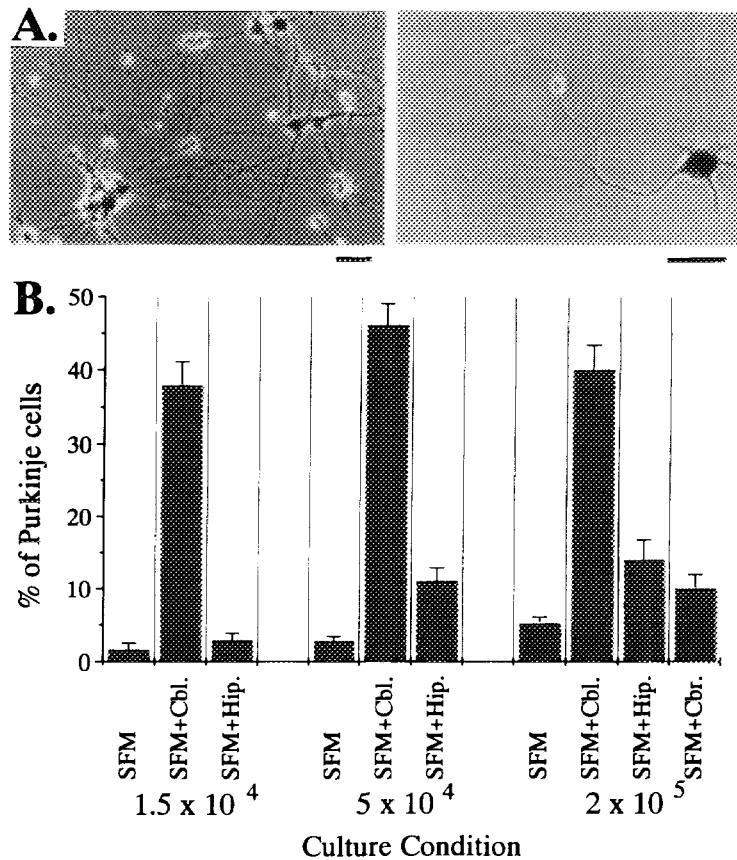 A.
B.
50
40
30
20
10
0
% of Purkinje cells
SFM
SFM+Cbl.
SFM+Hip.
SFM
SFM+Cbl.
SFM+Hip.
SFM
SFM+Cbl.
SFM+Hip.
SFM+Cbr.
1.5 x 10 4
5 x 10 4
2 x 10 5
Culture Condition